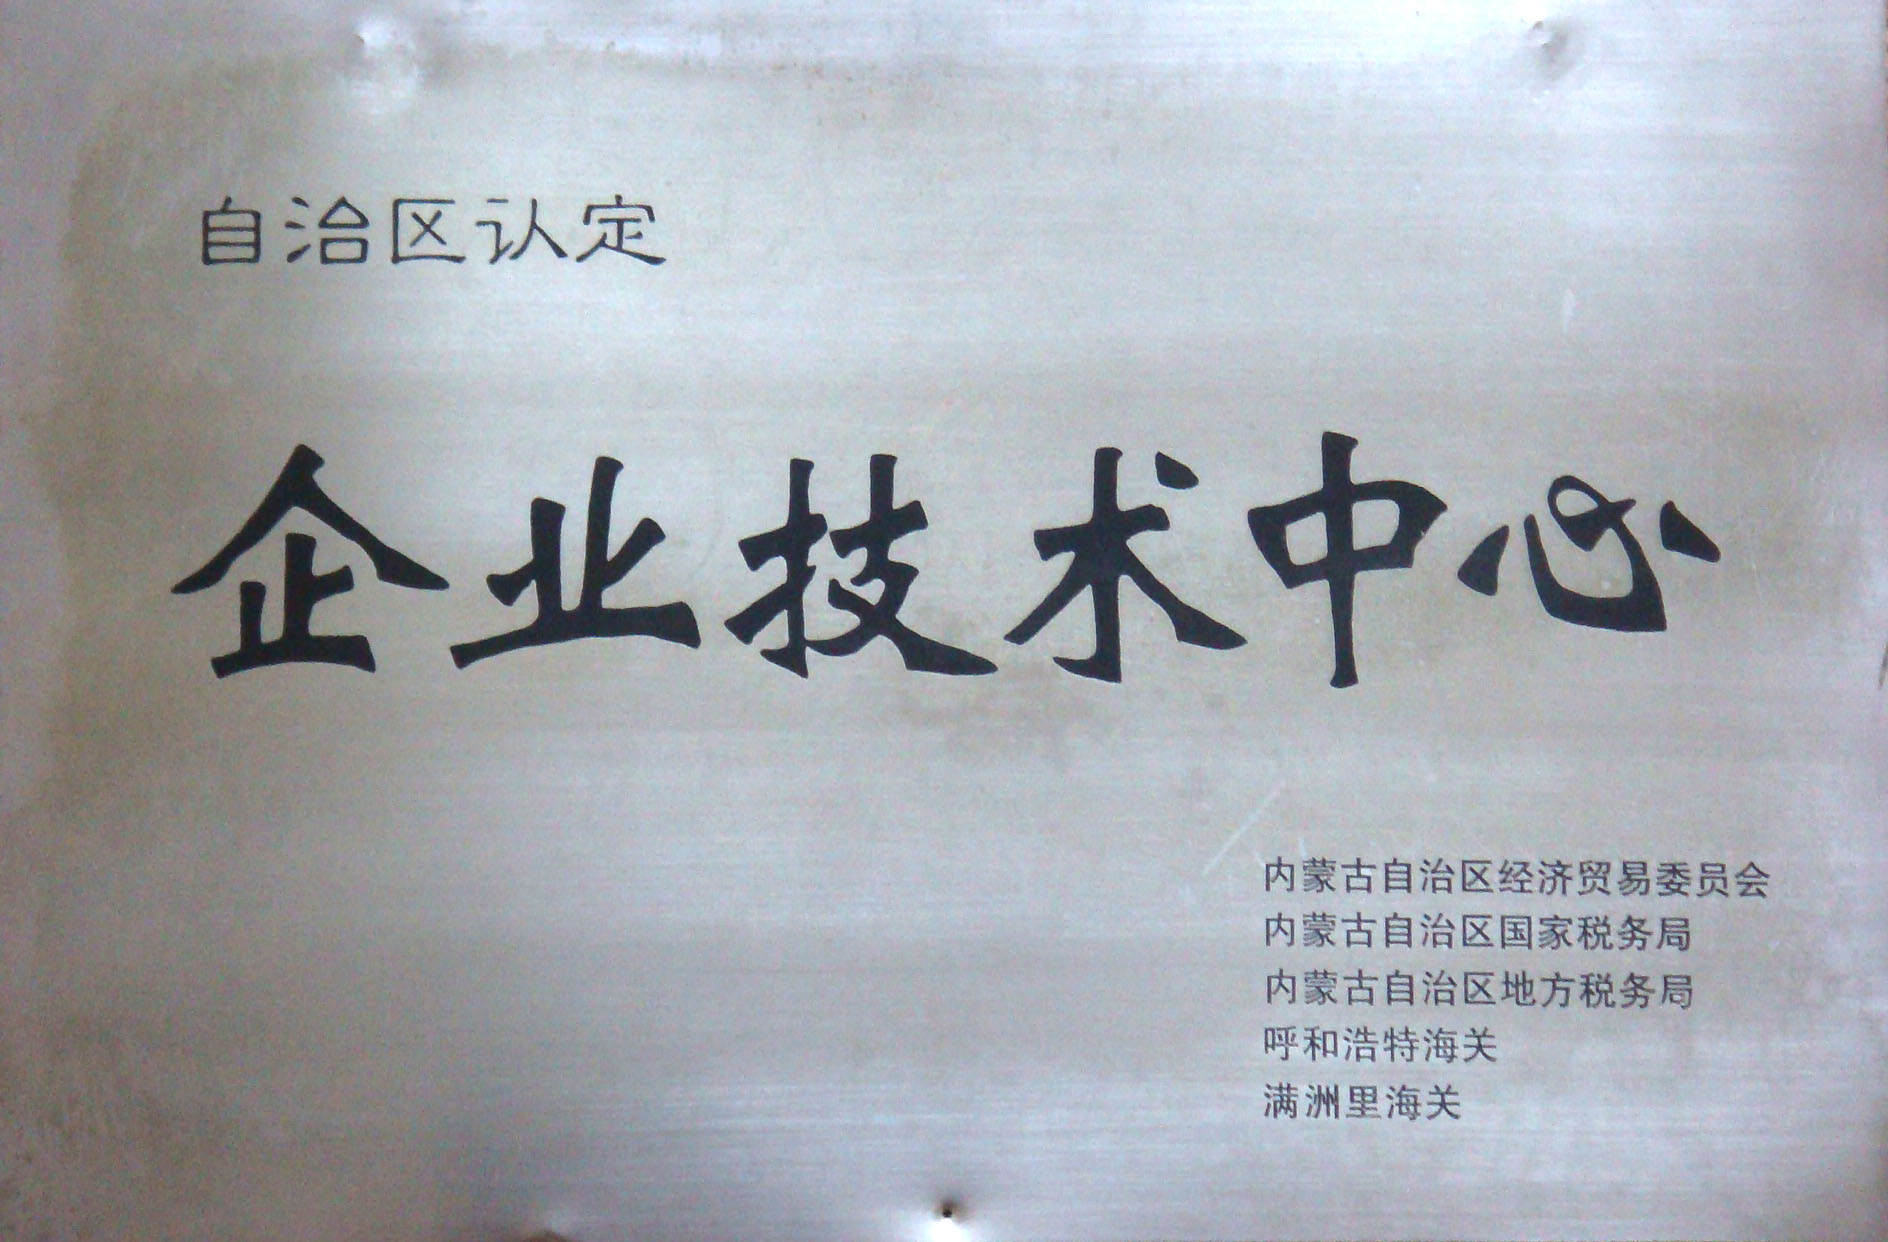 自治区认定
企业技术中心
内蒙古自治区经济贸易委员会
内蒙古自治区国家税务局
内蒙古自治区地方税务局
呼和浩特海关
满洲里海关